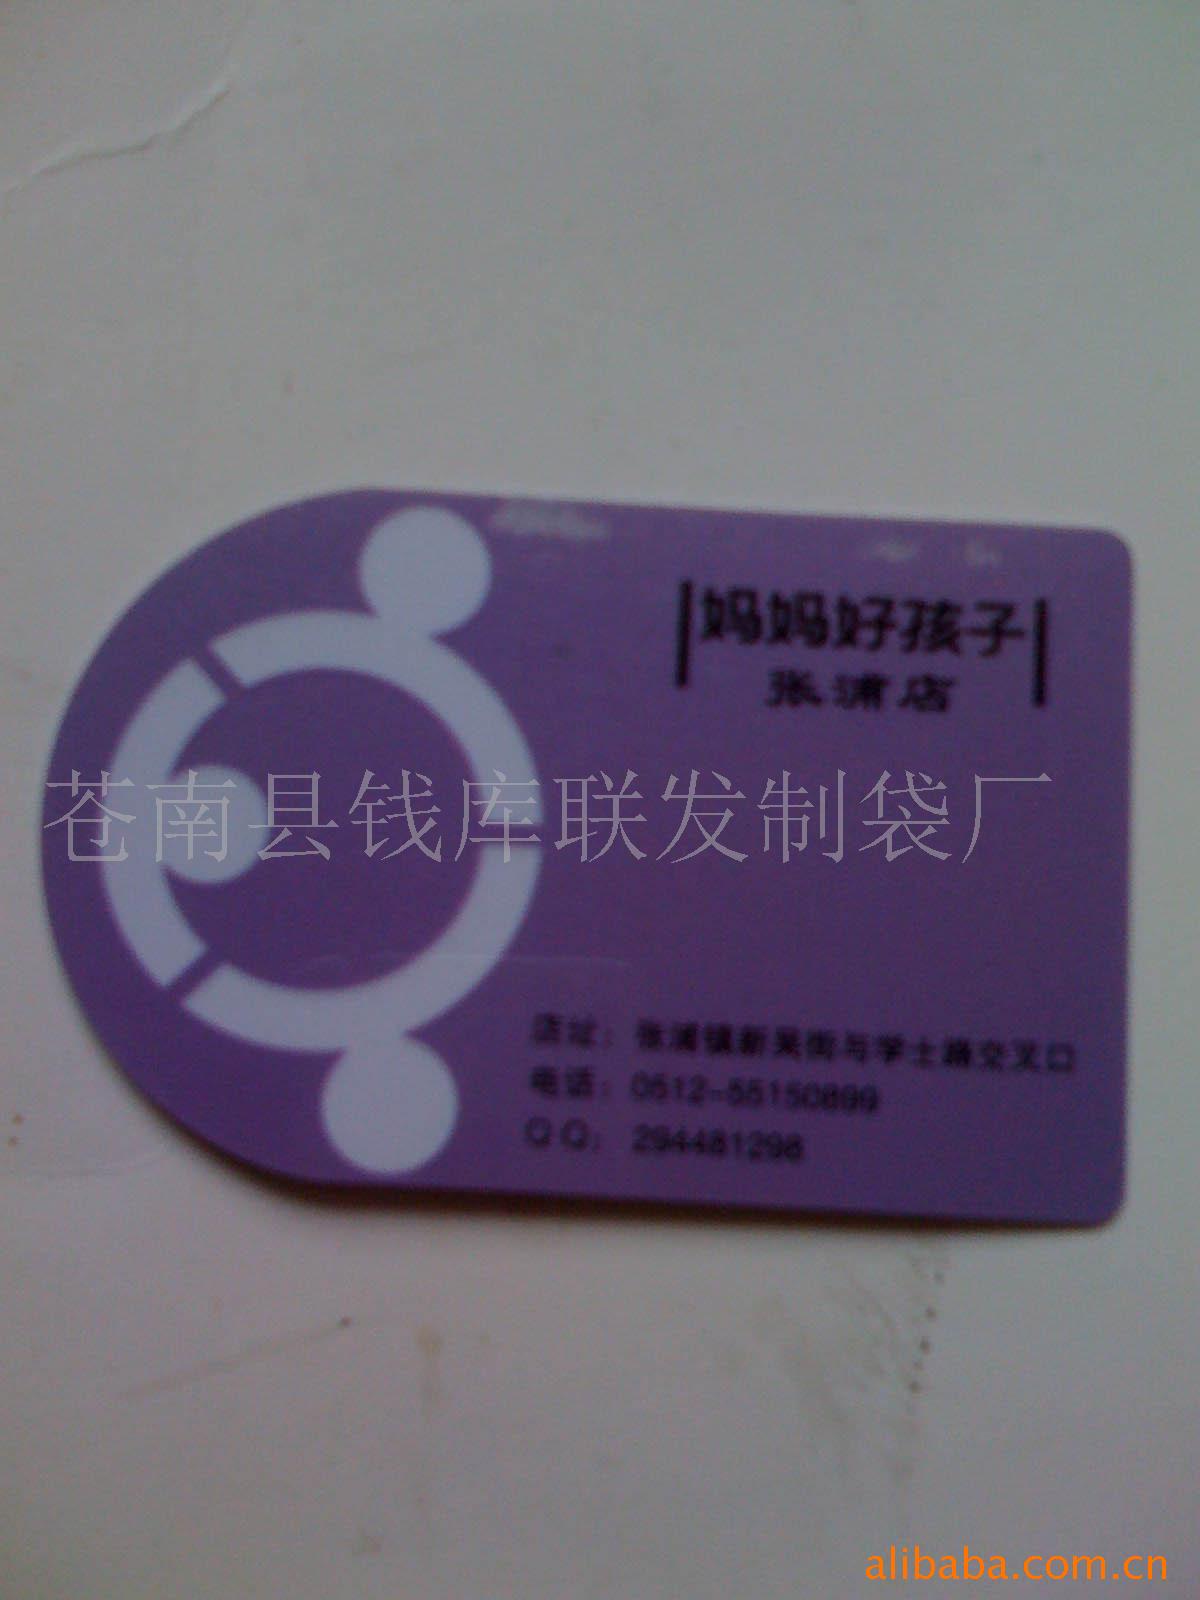 妈妈好孩子
张浦店
苍南县钱库联发制袋厂
店址：张浦镇新吴街与学士路交叉口
电话：0512-55150899
QQ：294481298
alibaba.com.cn